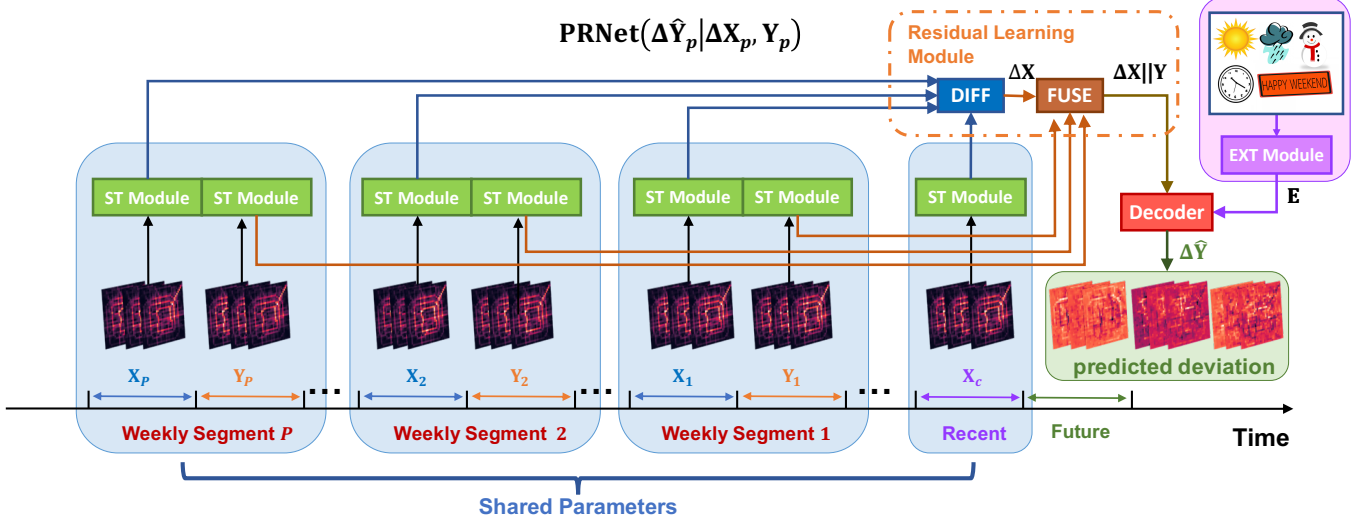 PRNet(ΔŶ_p|ΔX_p, Y_p)
Residual Learning
Module
DIFF
ΔX
FUSE
ΔX||Y
HAPPY WEEKEND
EXT Module
E
Decoder
ΔŶ
predicted deviation
ST Module ST Module
ST Module ST Module
ST Module ST Module
ST Module
X_P Y_P ...
X_2 Y_2 ...
X_1 Y_1 ...
X_c
Weekly Segment P
Weekly Segment 2
Weekly Segment 1
Recent
Future
Time
Shared Parameters